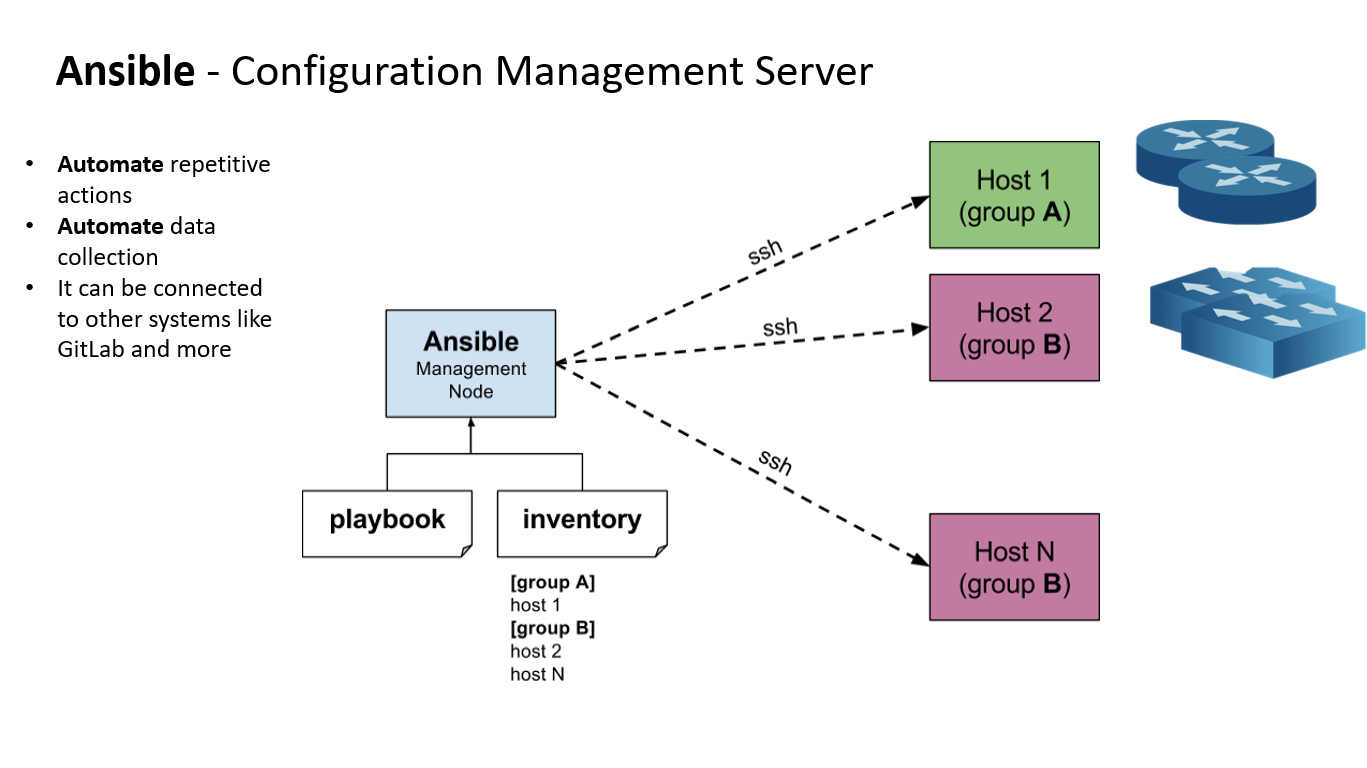 Ansible - Configuration Management Server
• Automate repetitive
actions
• Automate data
collection
• It can be connected
to other systems like
GitLab and more
Ansible
Management
Node
playbook
inventory
[group A]
host 1
[group B]
host 2
host N
ssh
ssh
ssh
Host 1
(group A)
Host 2
(group B)
Host N
(group B)